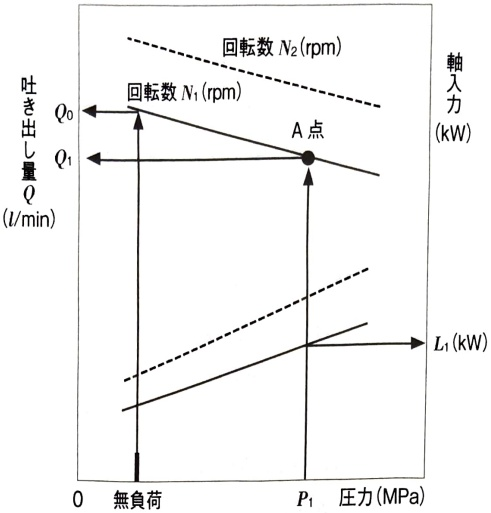 回転数 N₂ (rpm)
軸入力
(kW)
吐き出し量
Q
(l/min)
Q₀
回転数 N₁ (rpm)
A 点
Q₁
L₁ (kW)
0
無負荷
P₁
圧力 (MPa)